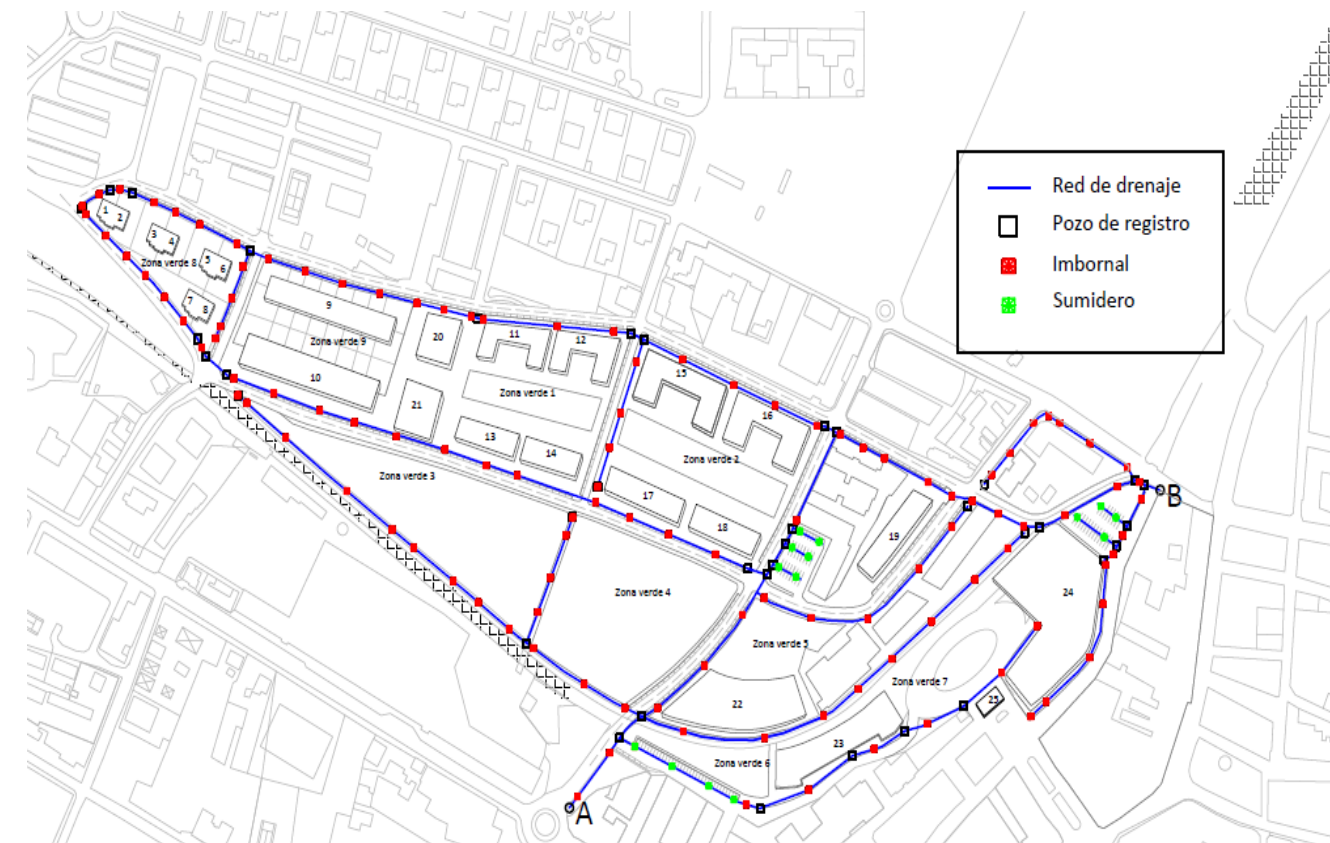 Red de drenaje
Pozo de registro
Imbornal
Sumidero
1
2
3
4
Zona verde 8
5
6
7
8
9
Zona verde 9
10
20
21
11
12
Zona verde 1
13
14
Zona verde 3
15
16
Zona verde 2
17
18
19
Zona verde 4
Zona verde 5
22
Zona verde 7
24
25
23
Zona verde 6
A
B